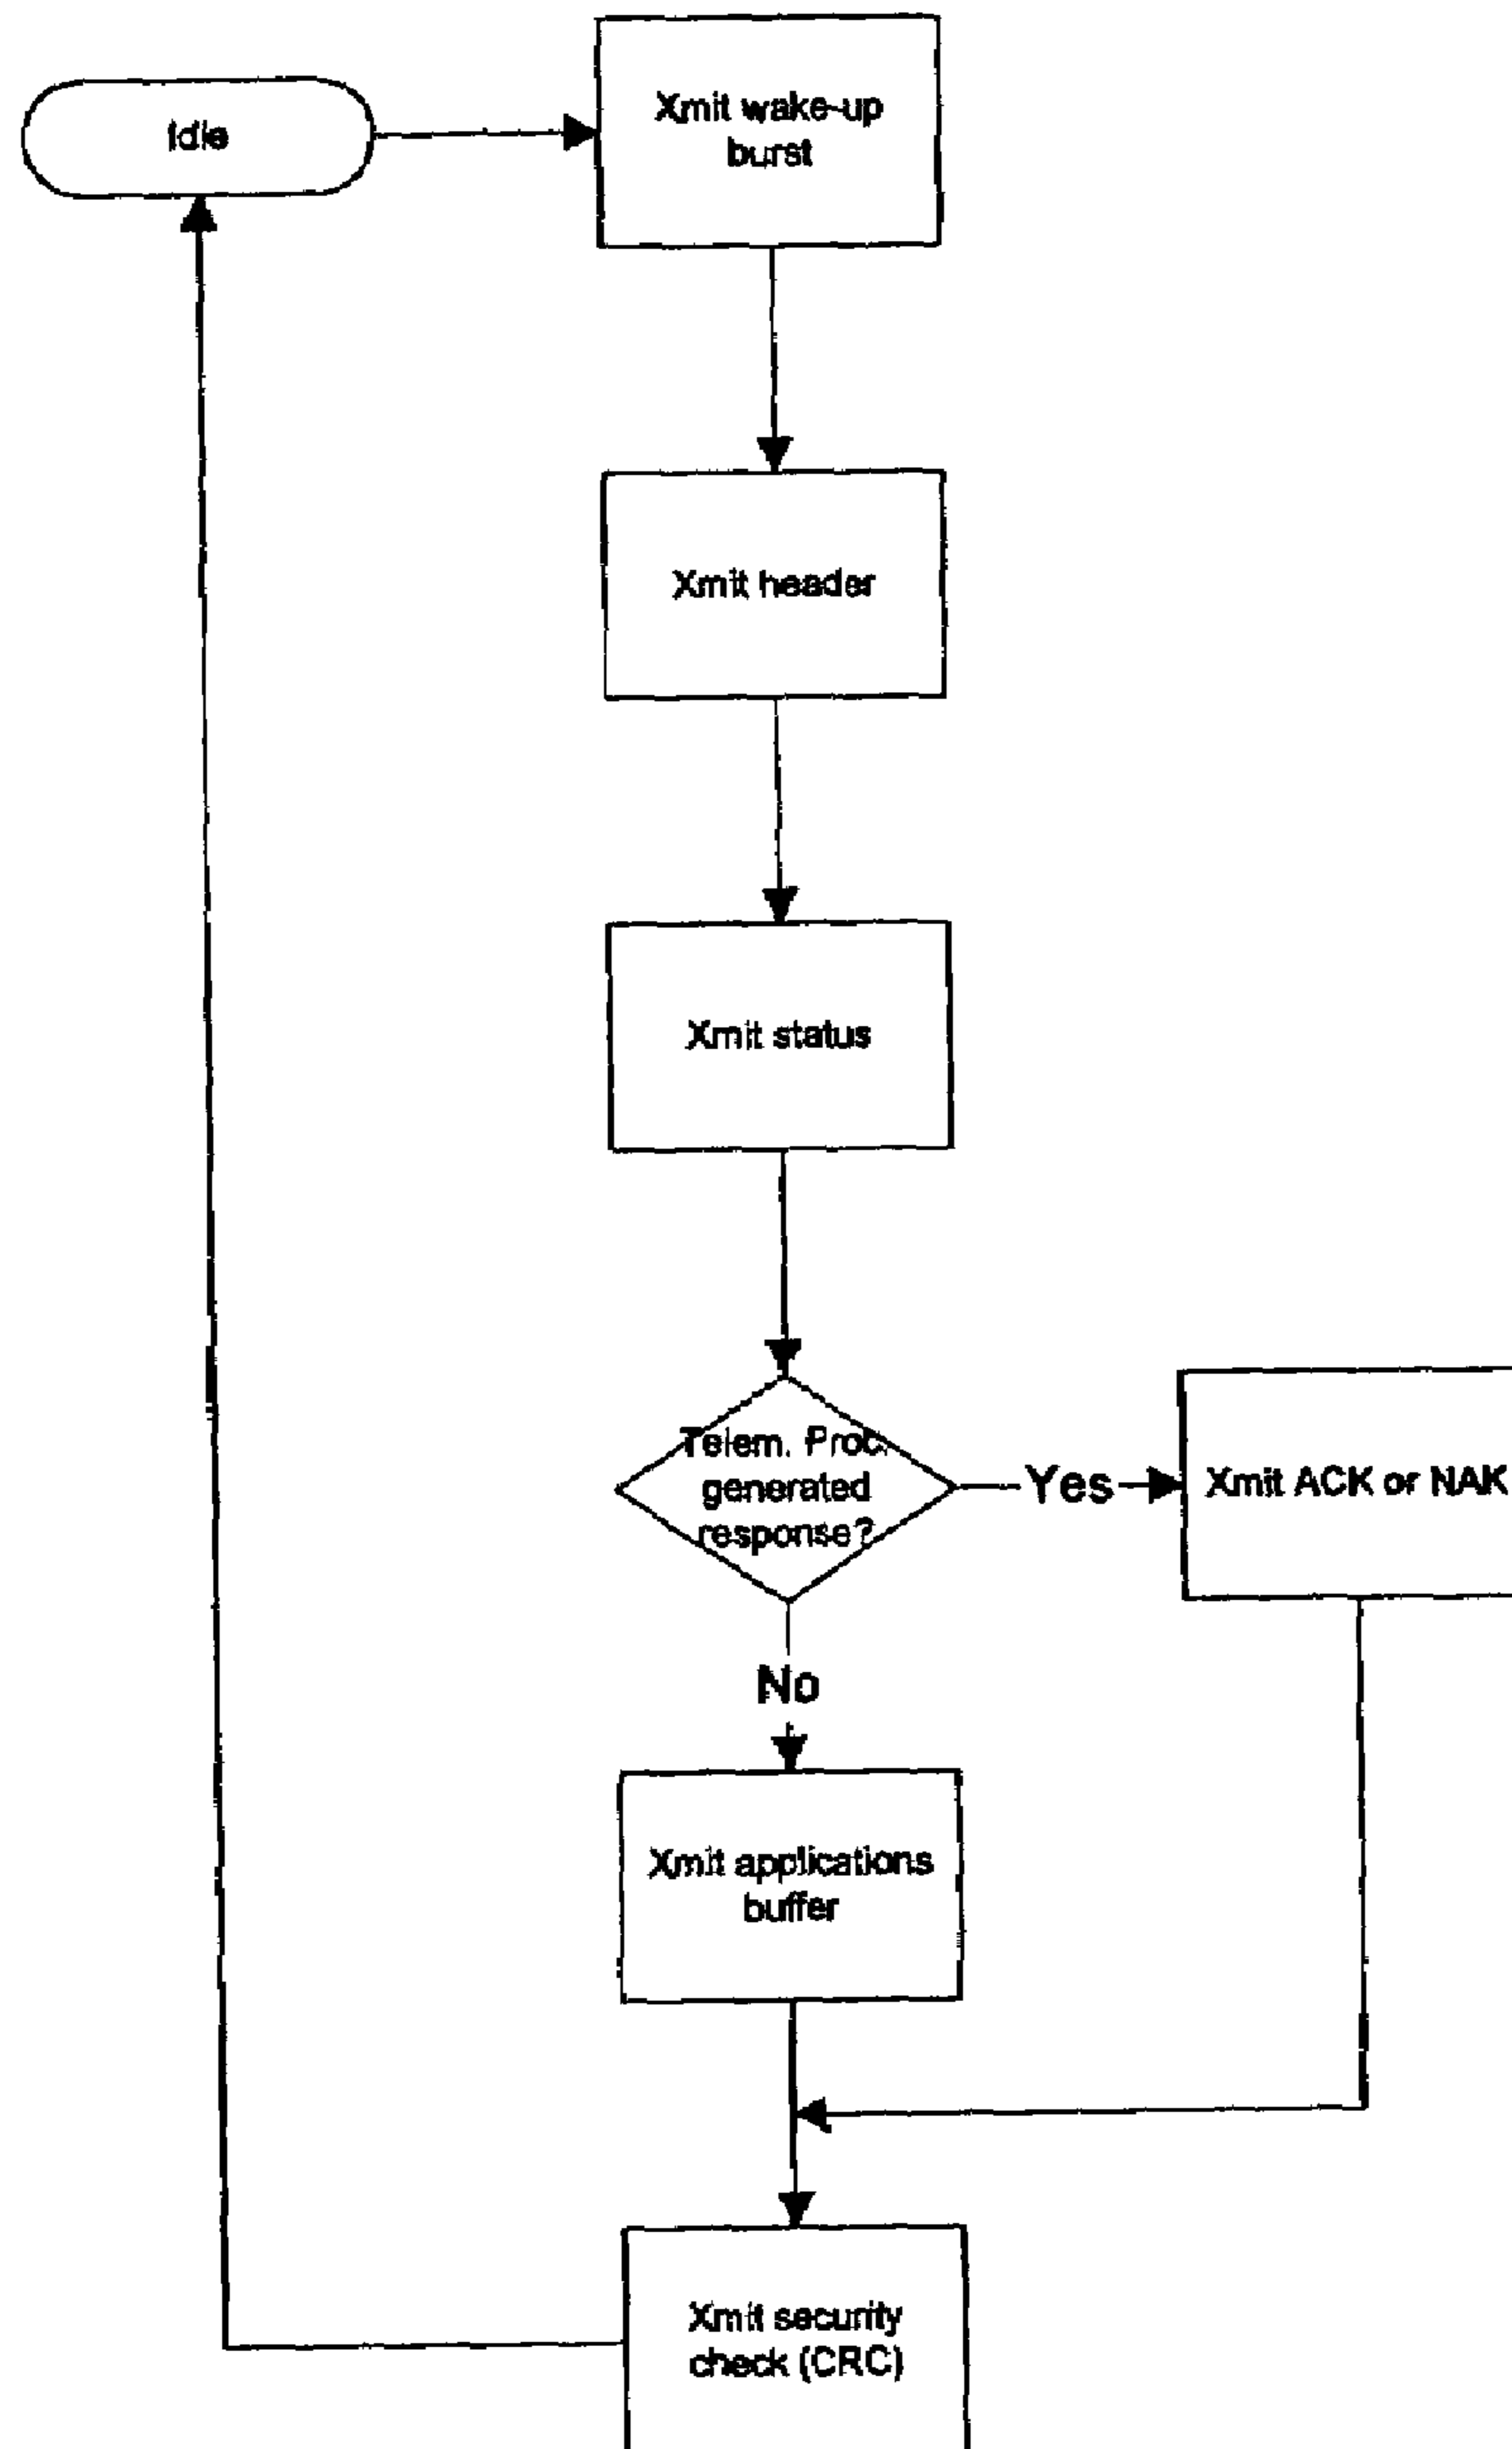 Idle
Xmit wake-up
burst
Xmit header
Xmit status
Telem. Proc.
generated
response?
Yes
Xmit ACK or NAK
No
Xmit applications
buffer
Xmit security
check (CRC)